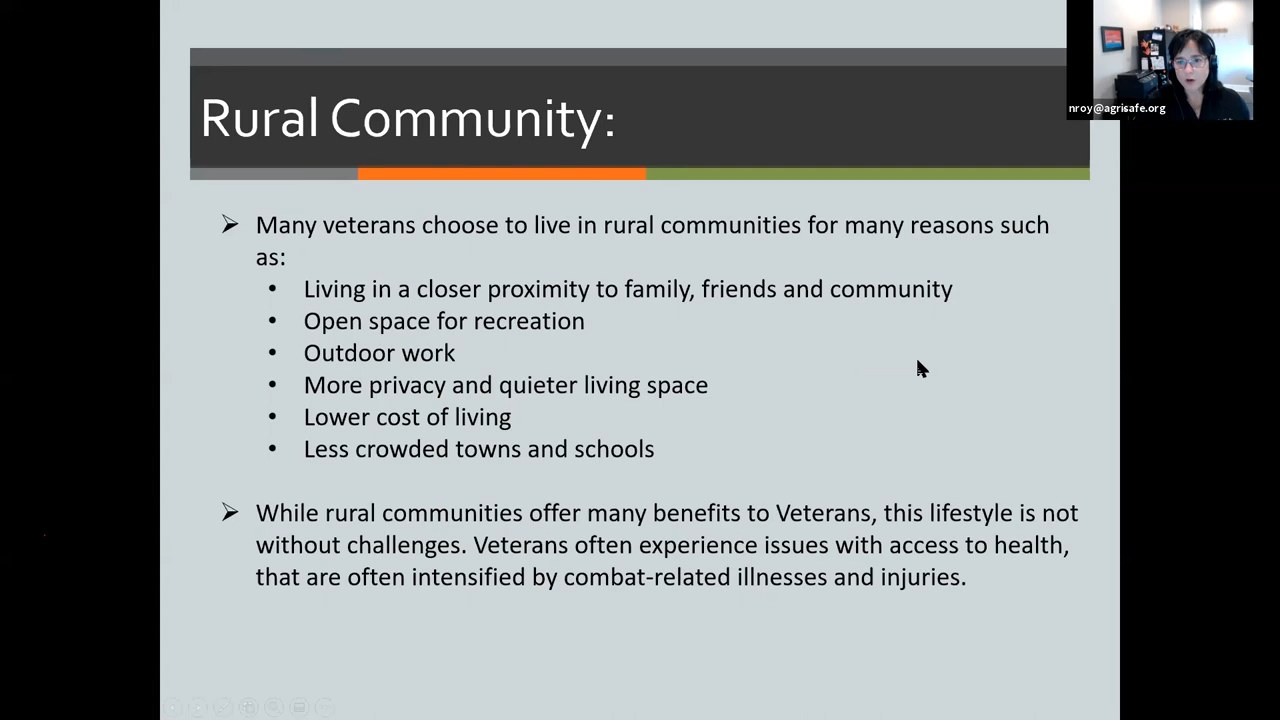 Rural Community:
nroy@agrisafe.org
➢ Many veterans choose to live in rural communities for many reasons such
as:
• Living in a closer proximity to family, friends and community
• Open space for recreation
• Outdoor work
• More privacy and quieter living space
• Lower cost of living
• Less crowded towns and schools
➢ While rural communities offer many benefits to Veterans, this lifestyle is not
without challenges. Veterans often experience issues with access to health,
that are often intensified by combat-related illnesses and injuries.